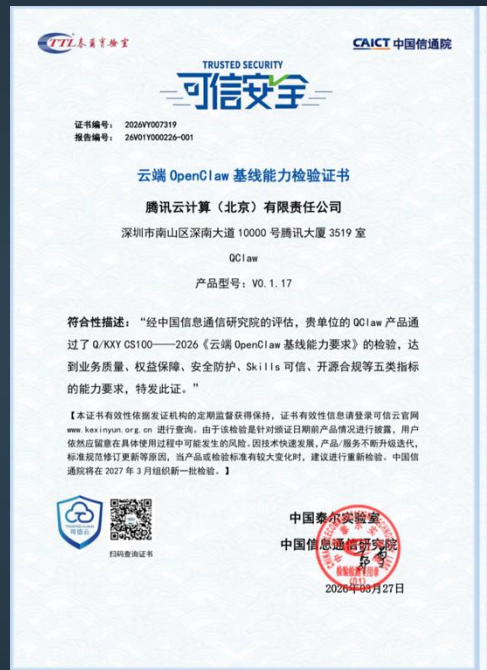 TTL泰尔实验室
CAICT 中国信通院
TRUSTED SECURITY
可信安全
证书编号： 2026VY007319
报告编号： 26V01Y000226-001
云端 OpenClaw 基线能力检验证书
腾讯云计算（北京）有限责任公司
深圳市南山区深南大道 10000 号腾讯大厦 3519 室
QClaw
产品型号：V0.1.17
符合性描述：“经中国信息通信研究院的评估，贵单位的 QClaw 产品通
过了 Q/KXY CS100——2026《云端 OpenClaw 基线能力要求》的检验，达
到业务质量、权益保障、安全防护、Skills 可信、开源合规等五类指标
的能力要求，特发此证。”
【本证书有效性依据发证机构的定期监督获得保持，证书有效性信息请登录可信云官网
www.kexinyun.org.cn 进行查询。由于该检验是针对颁证日期前产品情况进行披露，用户
依然应留意在具体使用过程中可能发生的风险。因技术快速发展，产品/服务不断升级迭代，
标准规范修订更新等原因，当产品或检验标准有较大变化时，建议进行重新检验。中国信
通院将在 2027 年 3 月组织新一批检验。】
可信云
扫码查询证书
中国泰尔实验室
中国信息通信研究院
检验检测专用章
(01)
2026年03月27日